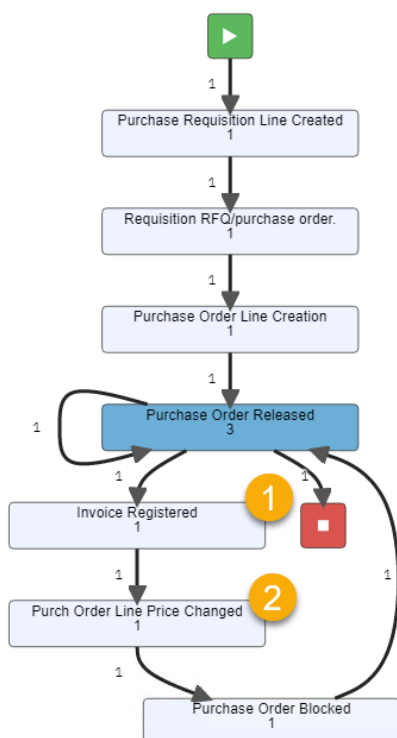 1
Purchase Requisition Line Created
1
1
Requisition RFQ/purchase order.
1
1
Purchase Order Line Creation
1
1
Purchase Order Released
3
1
1
1
Invoice Registered
1
1
1
Purch Order Line Price Changed
1
2
1
1
Purchase Order Blocked
1